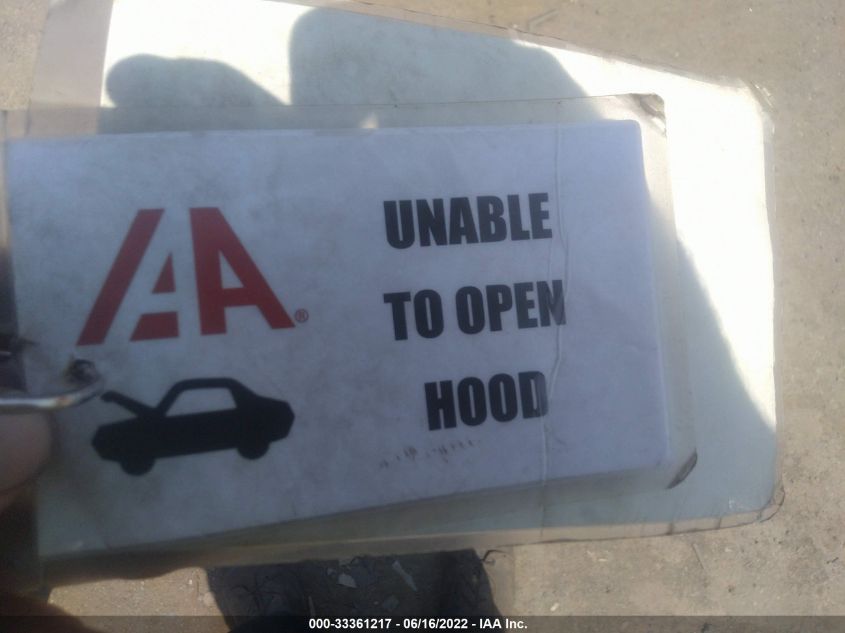 IAA®
UNABLE
TO OPEN
HOOD
000-33361217 - 06/16/2022 - IAA Inc.